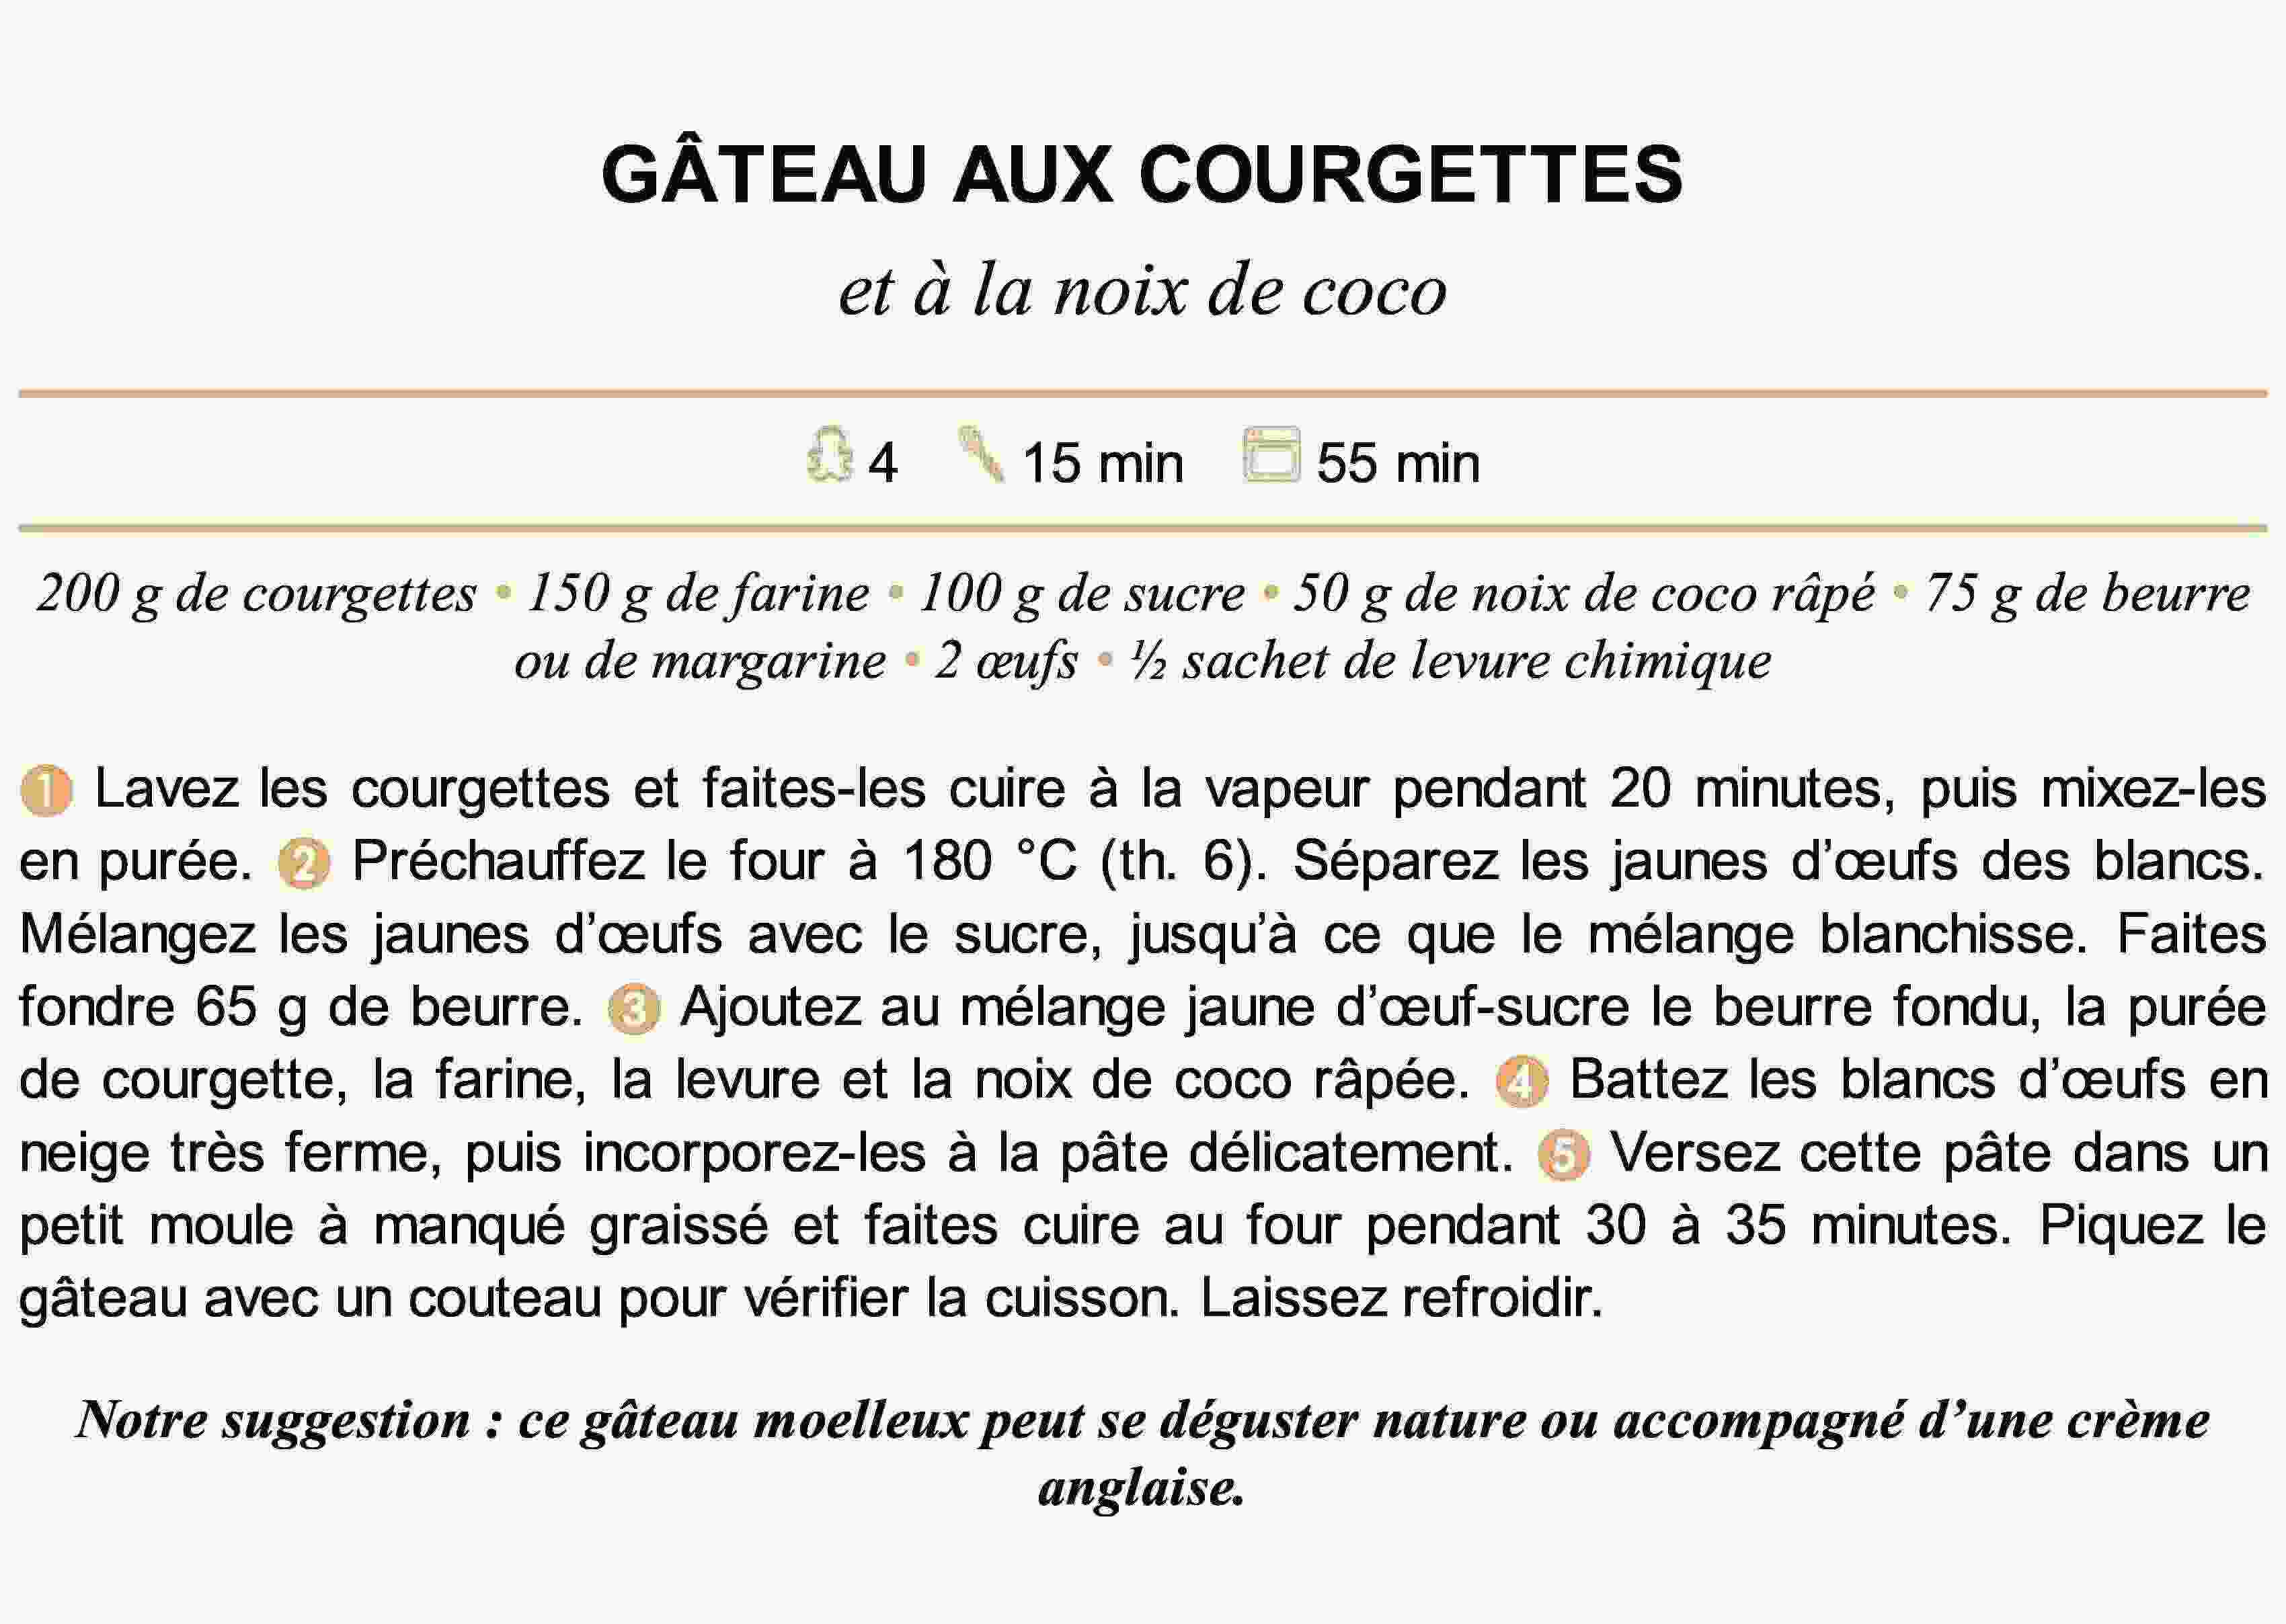 GÂTEAU AUX COURGETTES
et à la noix de coco
4 15 min 55 min
200 g de courgettes • 150 g de farine • 100 g de sucre • 50 g de noix de coco râpé • 75 g de beurre
ou de margarine • 2 œufs • ½ sachet de levure chimique
1 Lavez les courgettes et faites-les cuire à la vapeur pendant 20 minutes, puis mixez-les
en purée. 2 Préchauffez le four à 180 °C (th. 6). Séparez les jaunes d’œufs des blancs.
Mélangez les jaunes d’œufs avec le sucre, jusqu’à ce que le mélange blanchisse. Faites
fondre 65 g de beurre. 3 Ajoutez au mélange jaune d’œuf-sucre le beurre fondu, la purée
de courgette, la farine, la levure et la noix de coco râpée. 4 Battez les blancs d’œufs en
neige très ferme, puis incorporez-les à la pâte délicatement. 5 Versez cette pâte dans un
petit moule à manqué graissé et faites cuire au four pendant 30 à 35 minutes. Piquez le
gâteau avec un couteau pour vérifier la cuisson. Laissez refroidir.
Notre suggestion : ce gâteau moelleux peut se déguster nature ou accompagné d’une crème
anglaise.